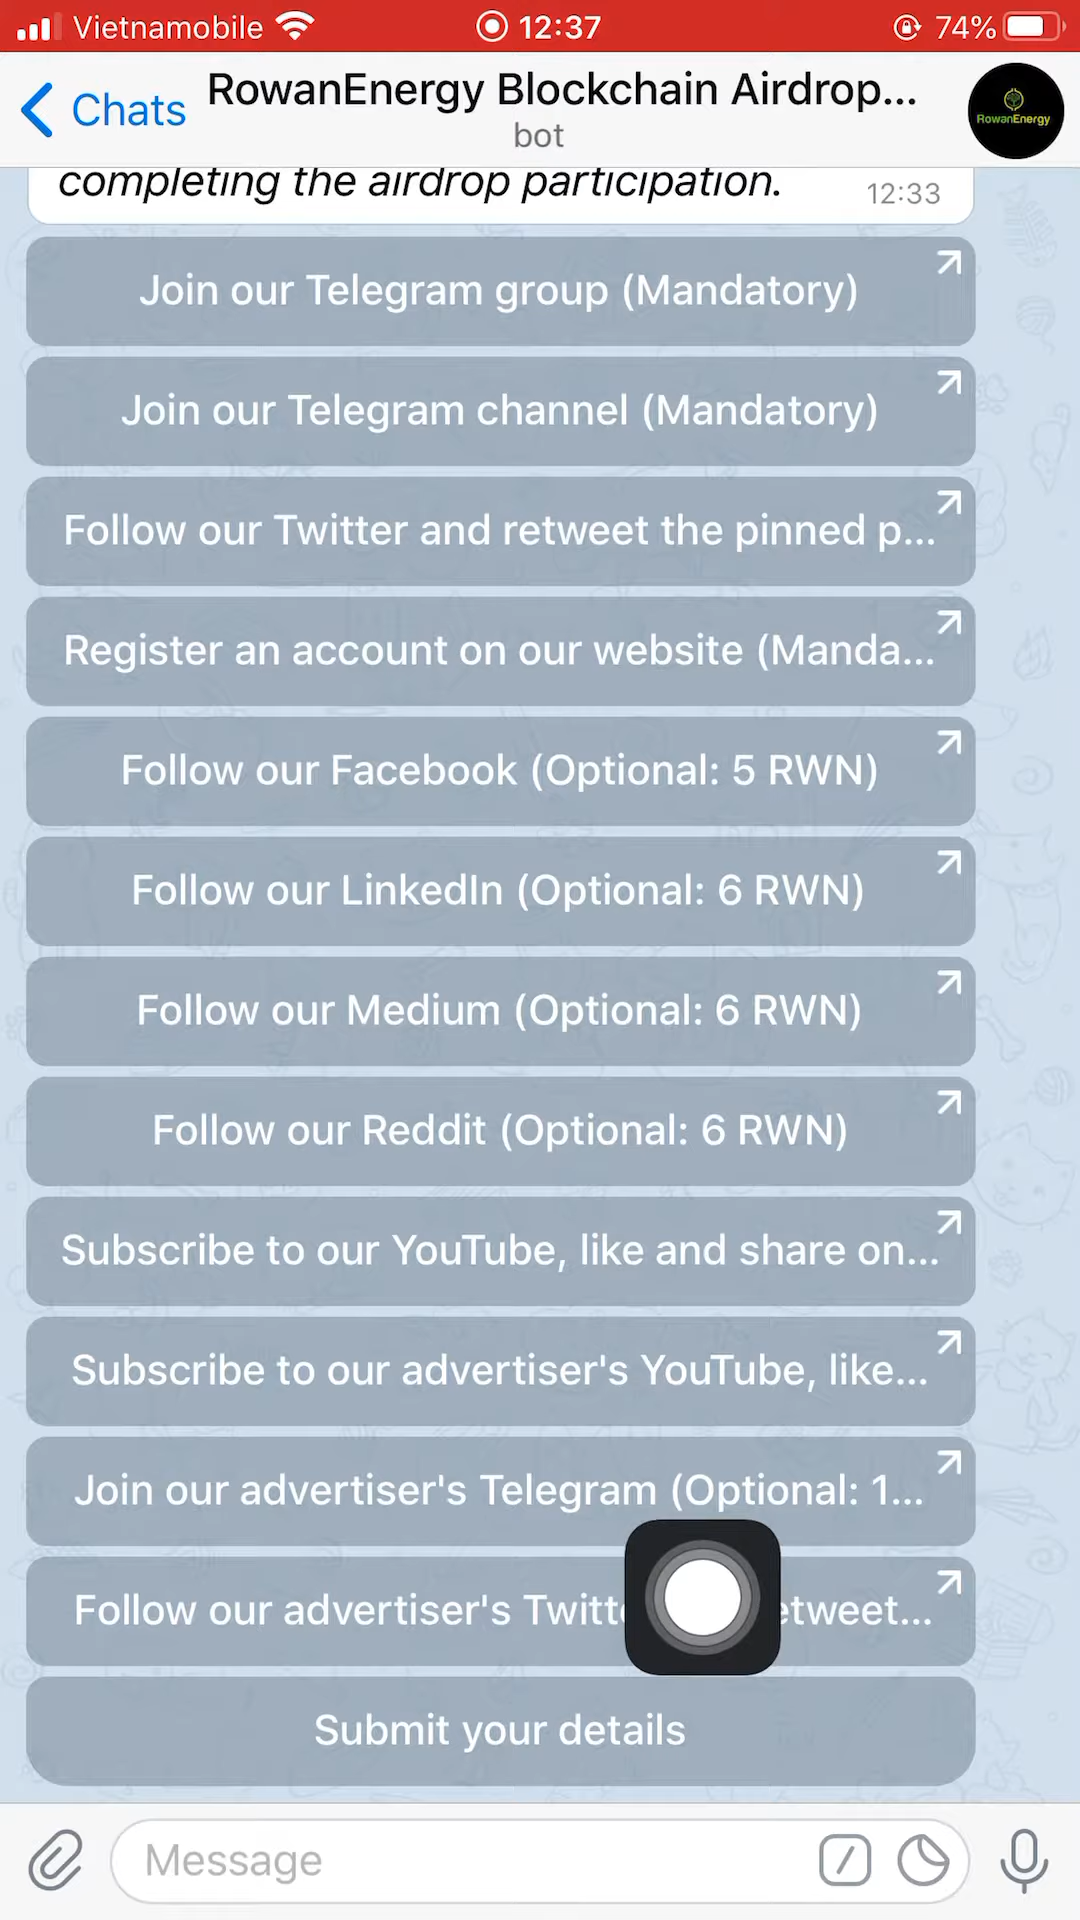 Vietnamobile 12:37 74%
Chats RowanEnergy Blockchain Airdrop...
bot
RowanEnergy
completing the airdrop participation.
12:33
Join our Telegram group (Mandatory)
Join our Telegram channel (Mandatory)
Follow our Twitter and retweet the pinned p...
Register an account on our website (Manda...
Follow our Facebook (Optional: 5 RWN)
Follow our LinkedIn (Optional: 6 RWN)
Follow our Medium (Optional: 6 RWN)
Follow our Reddit (Optional: 6 RWN)
Subscribe to our YouTube, like and share on...
Subscribe to our advertiser's YouTube, like...
Join our advertiser's Telegram (Optional: 1...
Follow our advertiser's Twitt etweet...
Submit your details
Message